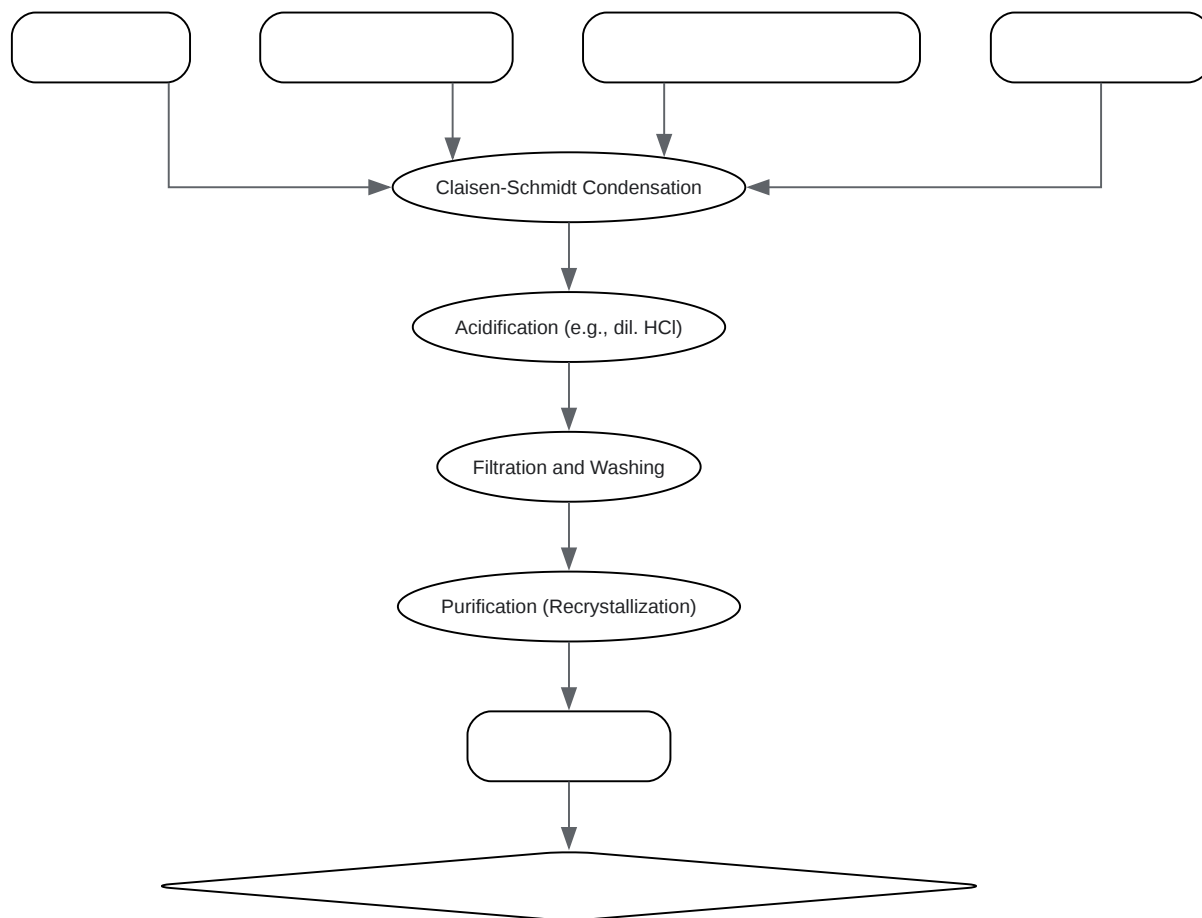 Claisen-Schmidt Condensation
Acidification (e.g., dil. HCl)
Filtration and Washing
Purification (Recrystallization)